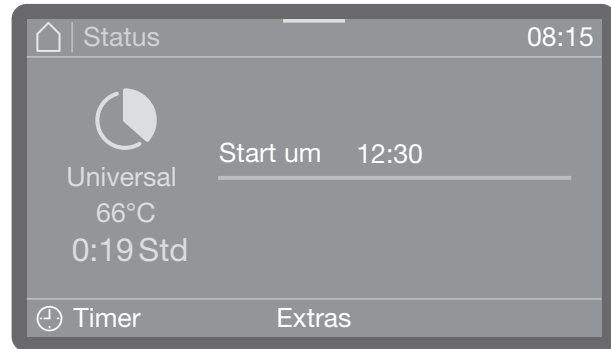 Status 08:15
Start um 12:30
Universal
66°C
0:19 Std
Timer Extras